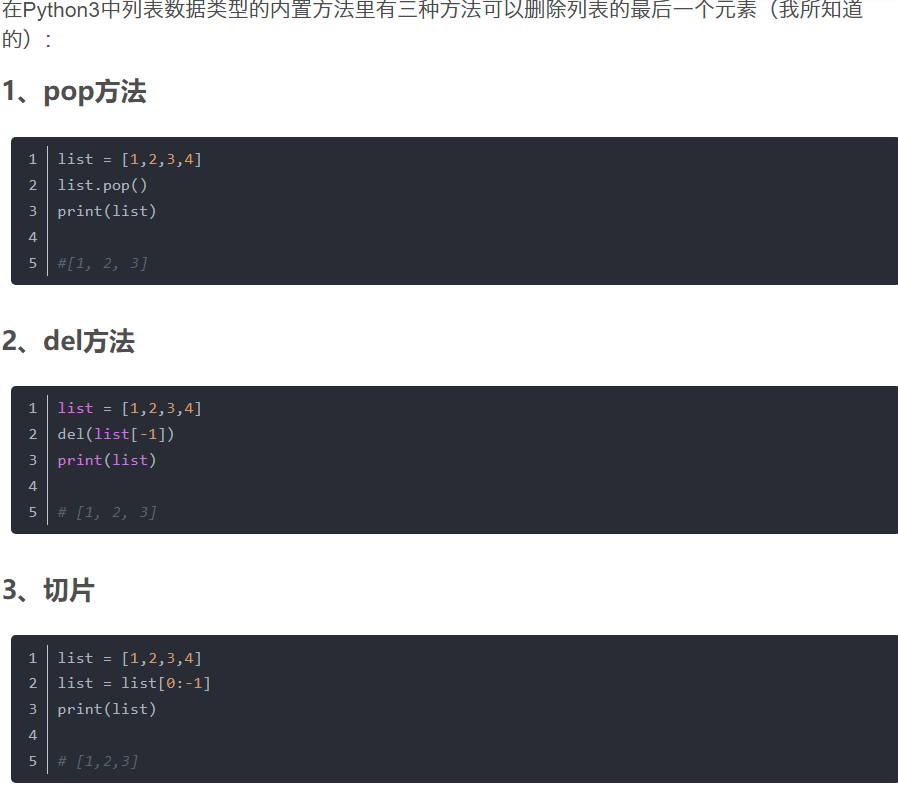 在Python3中列表数据类型的内置方法里有三种方法可以删除列表的最后一个元素（我所知道
的）:
1、pop方法
1 list = [1,2,3,4]
2 list.pop()
3 print(list)
4
5 #[1, 2, 3]
2、del方法
1 list = [1,2,3,4]
2 del(list[-1])
3 print(list)
4
5 # [1, 2, 3]
3、切片
1 list = [1,2,3,4]
2 list = list[0:-1]
3 print(list)
4
5 # [1,2,3]